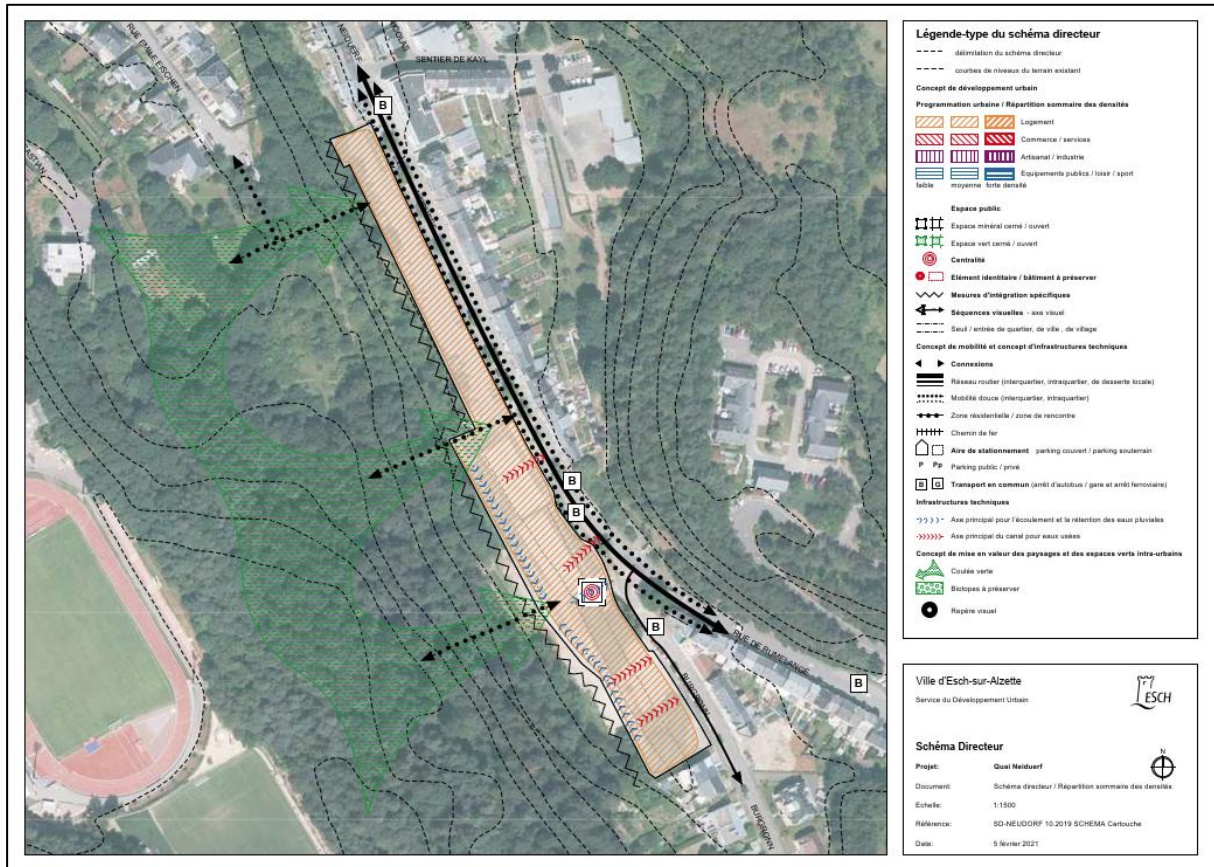 RUE EMILE EISCHEN
NEIDUERF
SENTIER DE KAYL
B
B
B
B
B
RUE DE RUMELANGE
BURGRONN
BURGRONN
Légende-type du schéma directeur
délimitation du schéma directeur
courbes de niveaux du terrain existant
Concept de développement urbain
Programmation urbaine / Répartition sommaire des densités
Logement
Commerce / services
Artisanat / industrie
Equipements publics / loisir / sport
faible moyenne forte densité
Espace public
Espace minéral cerné / ouvert
Espace vert cerné / ouvert
Centralité
Elément identitaire / bâtiment à préserver
Mesures d'intégration spécifiques
Séquences visuelles - axe visuel
Seuil / entrée de quartier, de ville , de village
Concept de mobilité et concept d'infrastructures techniques
Connexions
Réseau routier (interquartier, intraquartier, de desserte locale)
Mobilité douce (interquartier, intraquartier)
Zone résidentielle / zone de rencontre
Chemin de fer
Aire de stationnement parking couvert / parking souterrain
P Pp Parking public / privé
B G Transport en commun (arrêt d'autobus / gare et arrêt ferroviaire)
Infrastructures techniques
Axe principal pour l'écoulement et la rétention des eaux pluviales
Axe principal du canal pour eaux usées
Concept de mise en valeur des paysages et des espaces verts intra-urbains
Coulée verte
Biotopes à préserver
Repère visuel
Ville d'Esch-sur-Alzette
Service du Développement Urbain
ESCH
Schéma Directeur
N
Projet: Quai Neiduerf
Document: Schéma directeur / Répartition sommaire des densités
Echelle: 1:1500
Référence: SD-NEUDORF 10.2019 SCHEMA Cartouche
Date: 5 février 2021